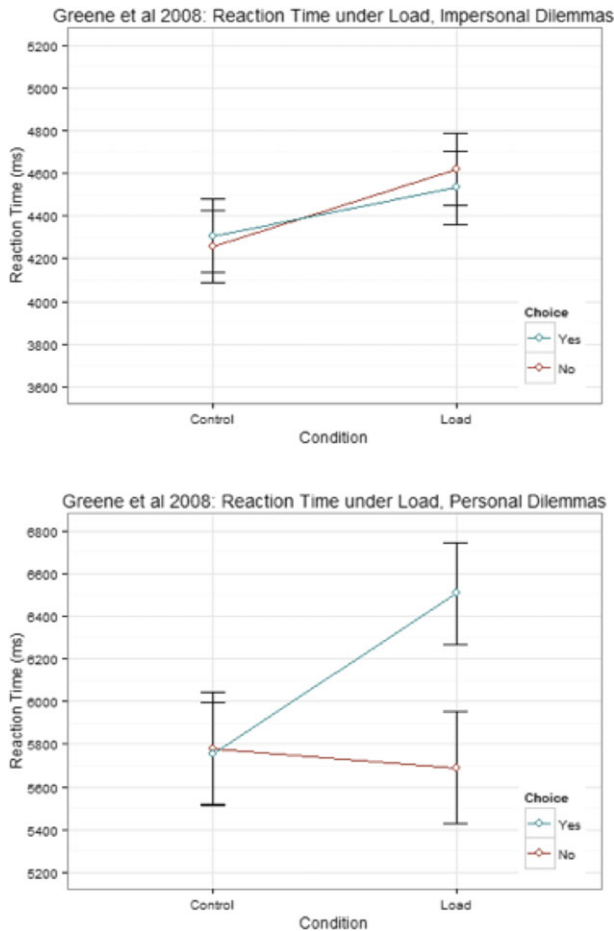 Greene et al 2008: Reaction Time under Load, Impersonal Dilemmas
5200
5000
4800
4600
4400
4200
4000
3800
3600
Reaction Time (ms)
Choice
Yes
No
Control Load
Condition
Greene et al 2008: Reaction Time under Load, Personal Dilemmas
6800
6600
6400
6200
6000
5800
5600
5400
5200
Reaction Time (ms)
Choice
Yes
No
Control Load
Condition